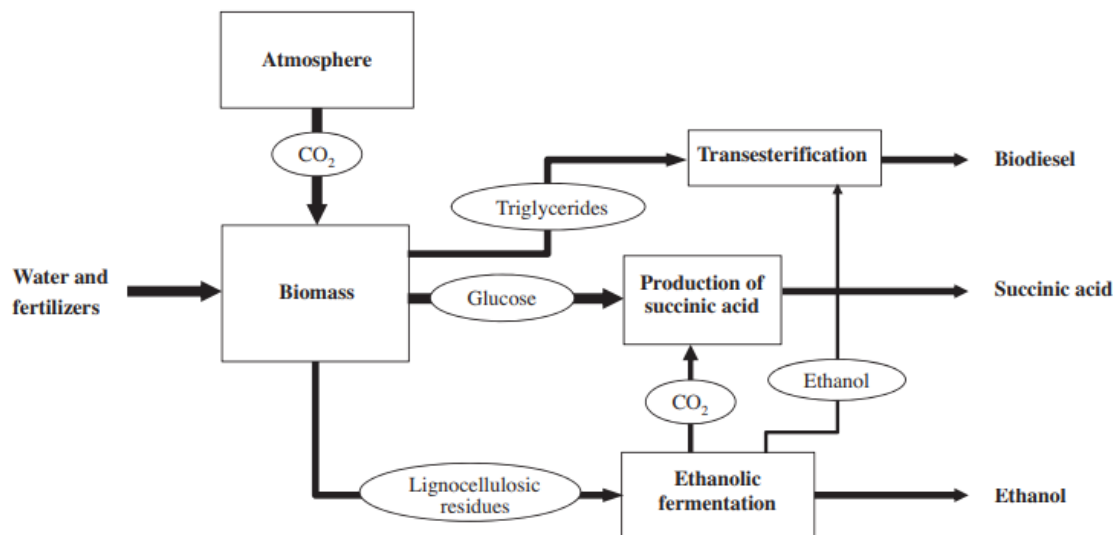 Atmosphere
CO₂
Transesterification
Biodiesel
Triglycerides
Water and
fertilizers
Biomass
Glucose
Production of
succinic acid
Succinic acid
CO₂
Ethanol
Lignocellulosic
residues
Ethanolic
fermentation
Ethanol